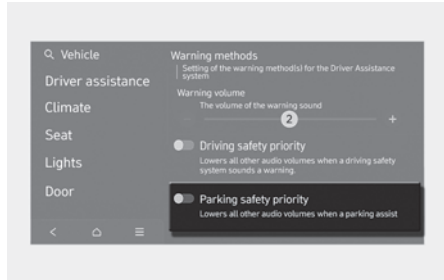 Vehicle
Driver assistance
Climate
Seat
Lights
Door
Warning methods
Setting of the warning method(s) for the Driver Assistance
system
Warning volume
The volume of the warning sound
2
Driving safety priority
Lowers all other audio volumes when a driving safety
system sounds a warning.
Parking safety priority
Lowers all other audio volumes when a parking assist